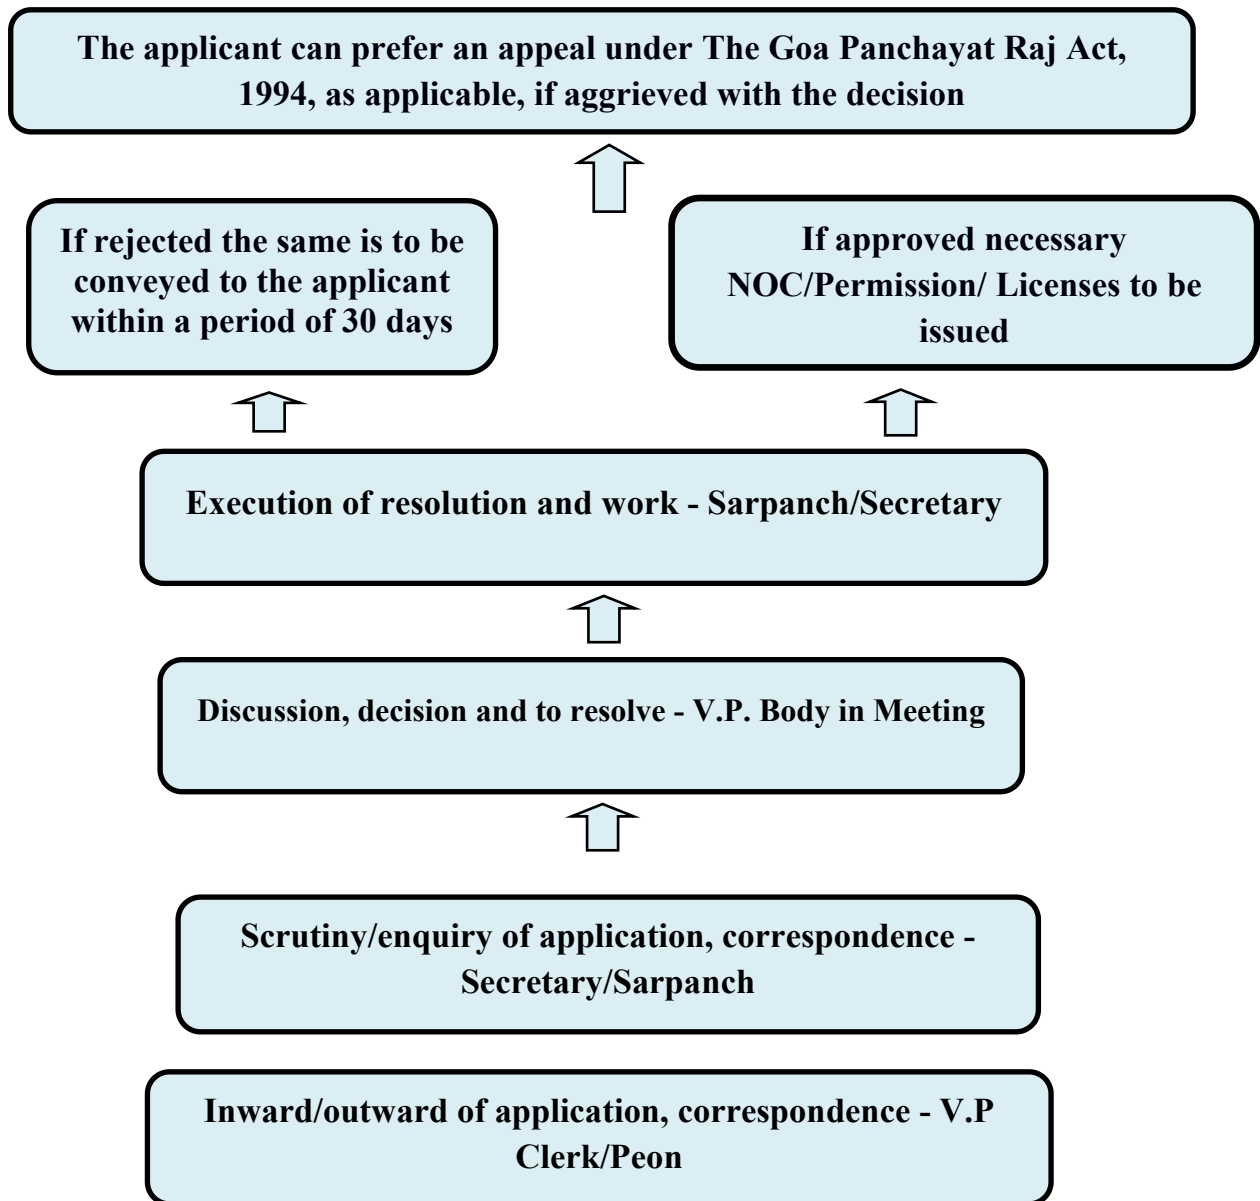 The applicant can prefer an appeal under The Goa Panchayat Raj Act,
1994, as applicable, if aggrieved with the decision
If rejected the same is to be
conveyed to the applicant
within a period of 30 days
If approved necessary
NOC/Permission/ Licenses to be
issued
Execution of resolution and work - Sarpanch/Secretary
Discussion, decision and to resolve - V.P. Body in Meeting
Scrutiny/enquiry of application, correspondence -
Secretary/Sarpanch
Inward/outward of application, correspondence - V.P
Clerk/Peon